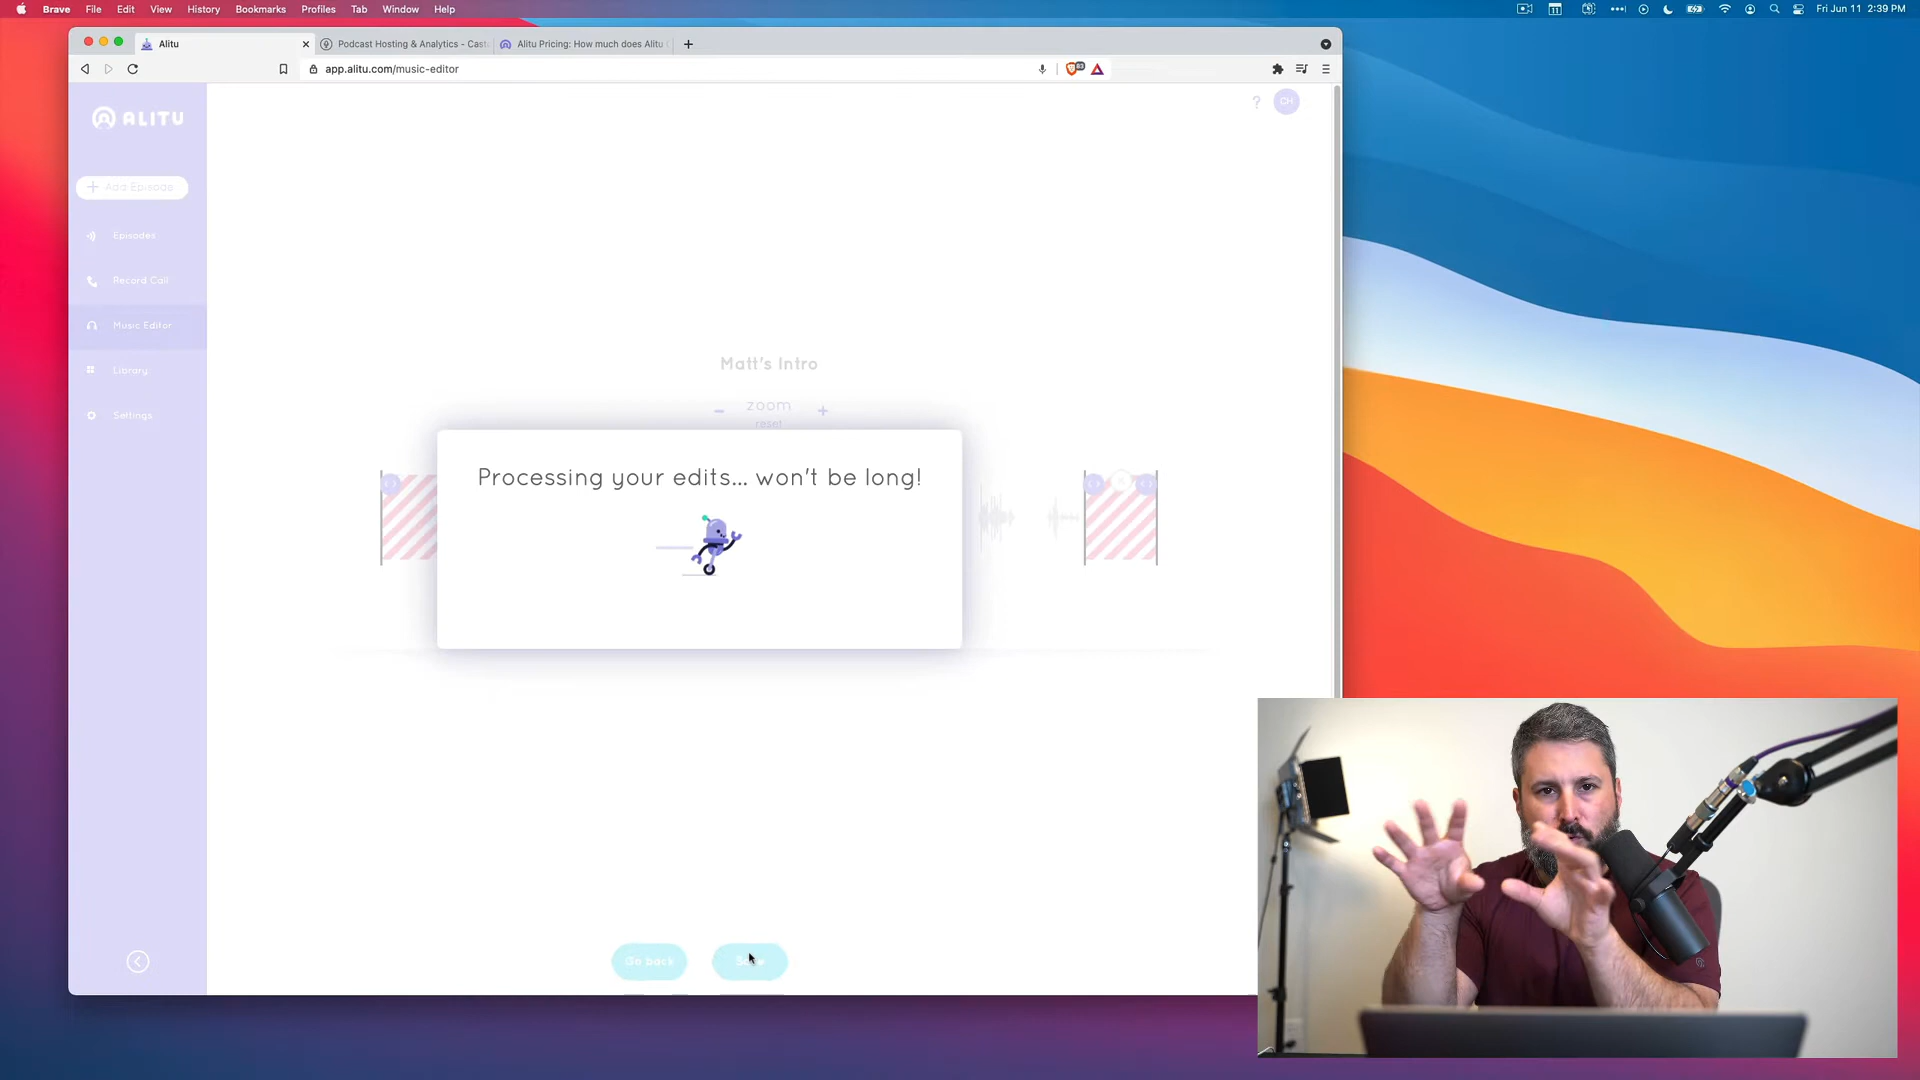 Brave File Edit View History Bookmarks Profiles Tab Window Help
11
Fri Jun 11 2:39 PM
Alitu
Podcast Hosting & Analytics - Cast
Alitu Pricing: How much does Alitu
app.alitu.com/music-editor
ALITU
CH
+ Add Episode
Episodes
Record Call
Music Editor
Library
Settings
Matt's Intro
- zoom +
reset
Processing your edits... won't be long!
Go back